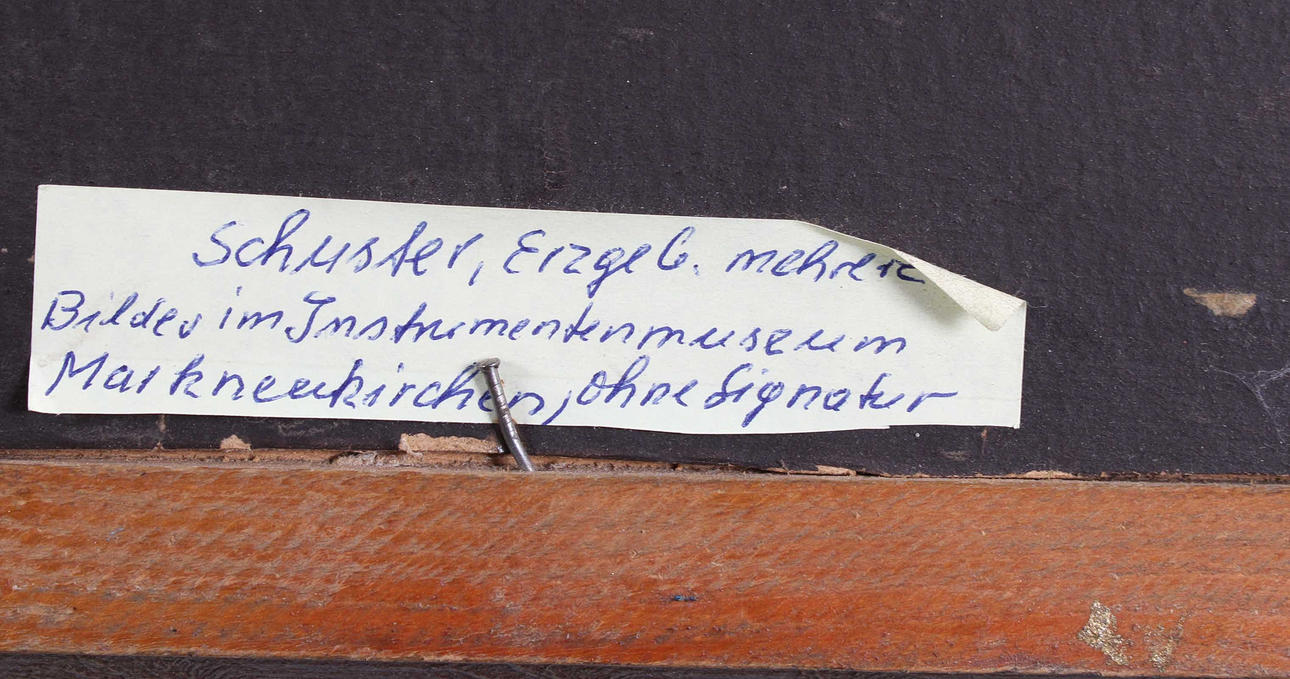 Schuster, Erzgeb. mehrere
Bilder im Instrumentenmuseum
Markneukirchen, ohne Signatur